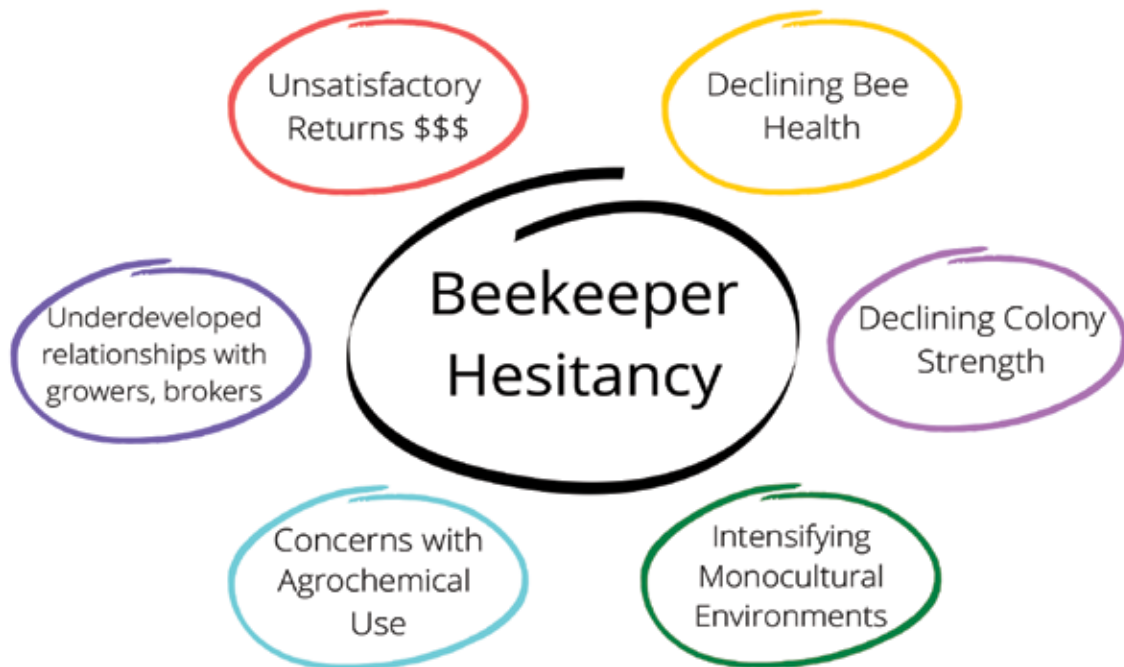 Unsatisfactory
Returns $$$
Declining Bee
Health
Beekeeper
Hesitancy
Underdeveloped
relationships with
growers, brokers
Declining Colony
Strength
Concerns with
Agrochemical
Use
Intensifying
Monocultural
Environments